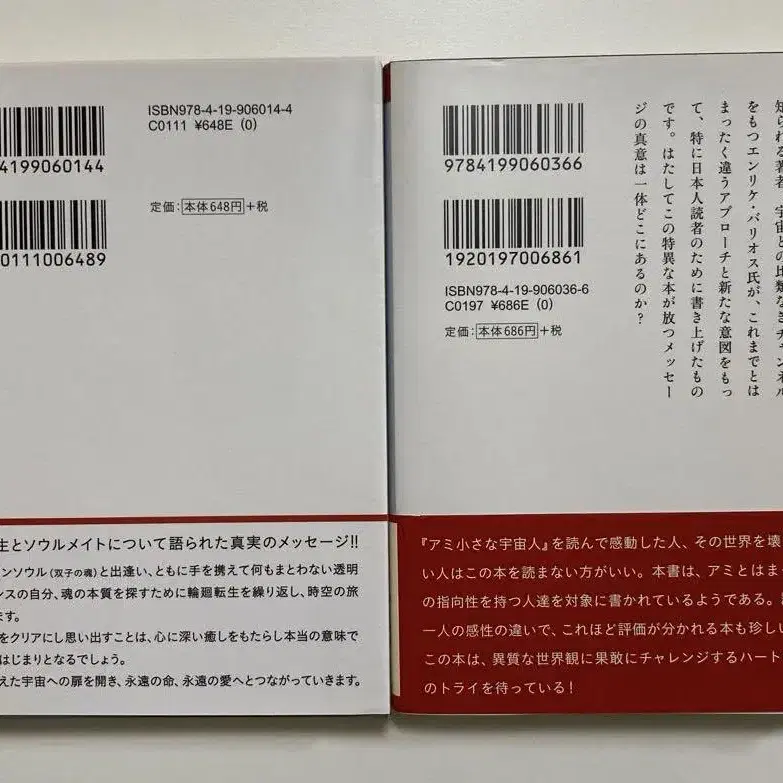 ISBN978-4-19-906014-4
C0111 ¥648E (0)
4199060144
定価：本体648円＋税
0111006489
生とソウルメイトについて語られた真実のメッセージ!!
ンソウル（双子の魂）と出逢い、ともに手を携えて何もまとわない透明
ンスの自分、魂の本質を探すために輪廻転生を繰り返し、時空の旅
ます。
をクリアにし思い出すことは、心に深い癒しをもたらし本当の意味で
はじまりとなるでしょう。
えた宇宙への扉を開き、永遠の命、永遠の愛へとつながっていきます。
9784199060366
1920197006861
ISBN978-4-19-906036-6
C0197 ¥686E (0)
定価：本体686円＋税
知られる著者　宇宙との比類なきチャンネル
をもつエンリケ・バリオス氏が、これまでとは
まったく違うアプローチと新たな意図をもっ
て、特に日本人読者のために書き上げたもの
です。はたしてこの特異な本が放つメッセー
ジの真意は一体どこにあるのか？
『アミ小さな宇宙人』を読んで感動した人、その世界を壊
い人はこの本を読まない方がいい。本書は、アミとはまっ
の指向性を持つ人達を対象に書かれているようである。
一人の感性の違いで、これほど評価が分かれる本も珍しい
この本は、異質な世界観に果敢にチャレンジするハート
のトライを待っている！